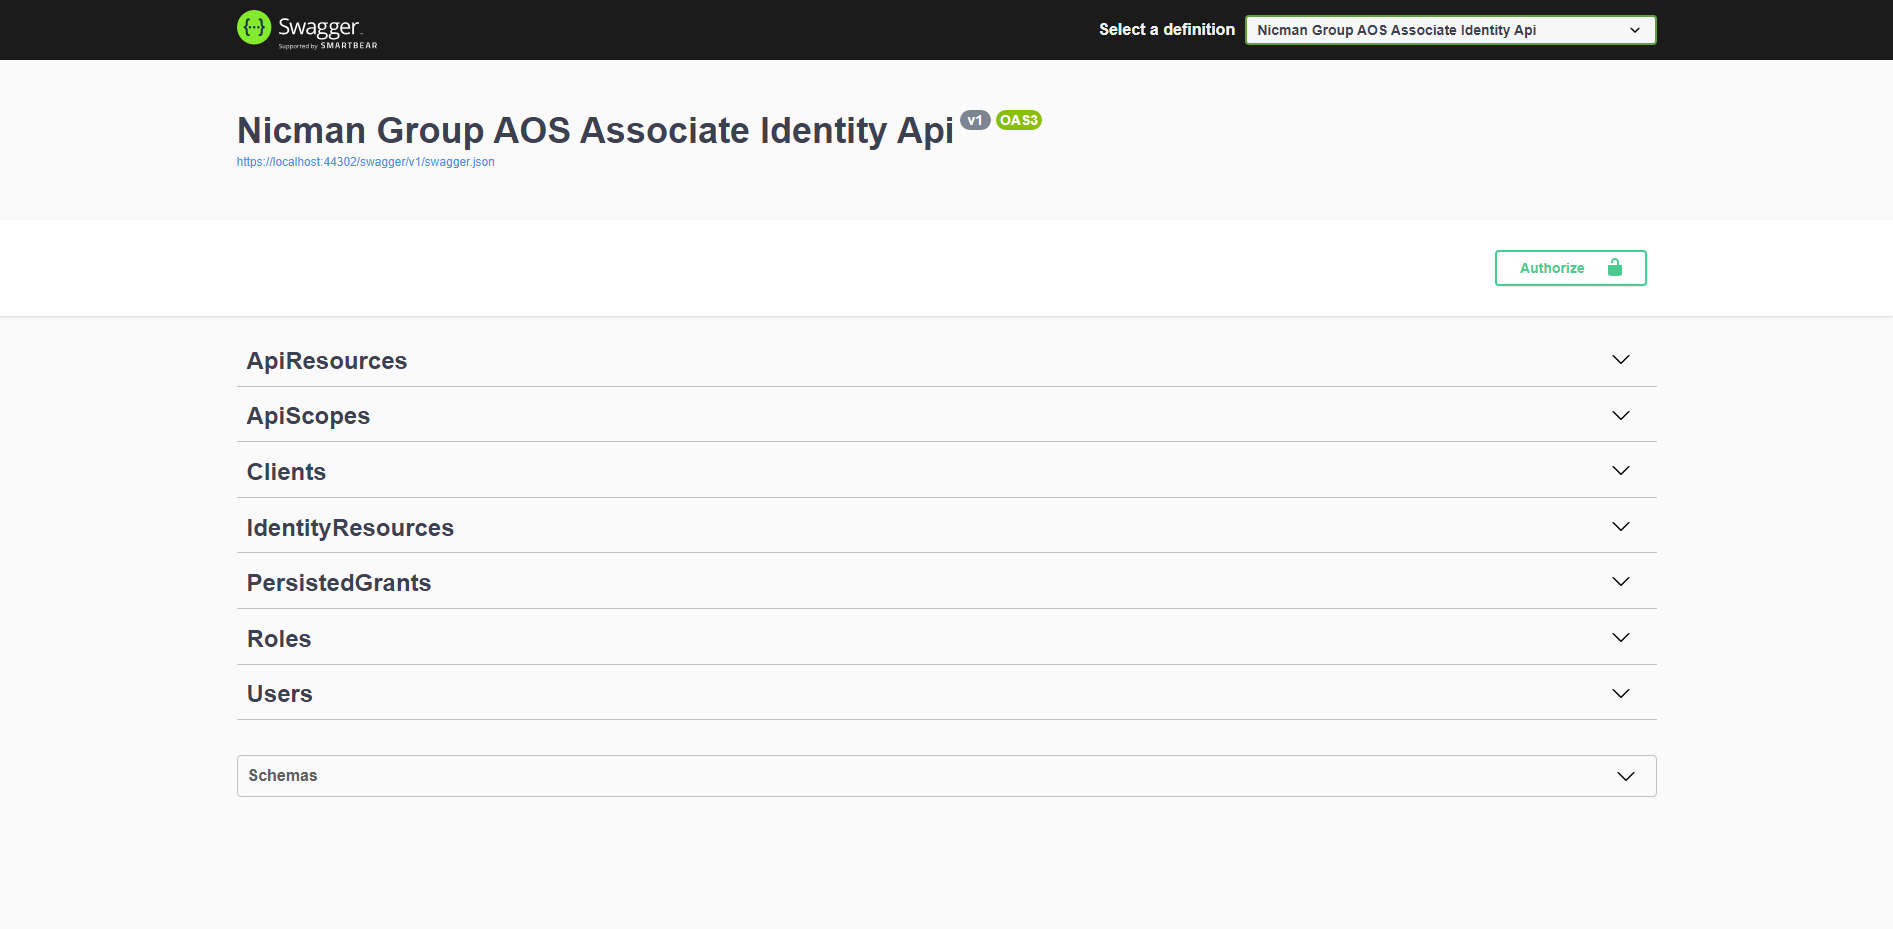 {···} Swagger.
Supported by SMARTBEAR
Select a definition
Nicman Group AOS Associate Identity Api
Nicman Group AOS Associate Identity Api v1 OAS3
https://localhost:44302/swagger/v1/swagger.json
Authorize
ApiResources
ApiScopes
Clients
IdentityResources
PersistedGrants
Roles
Users
Schemas